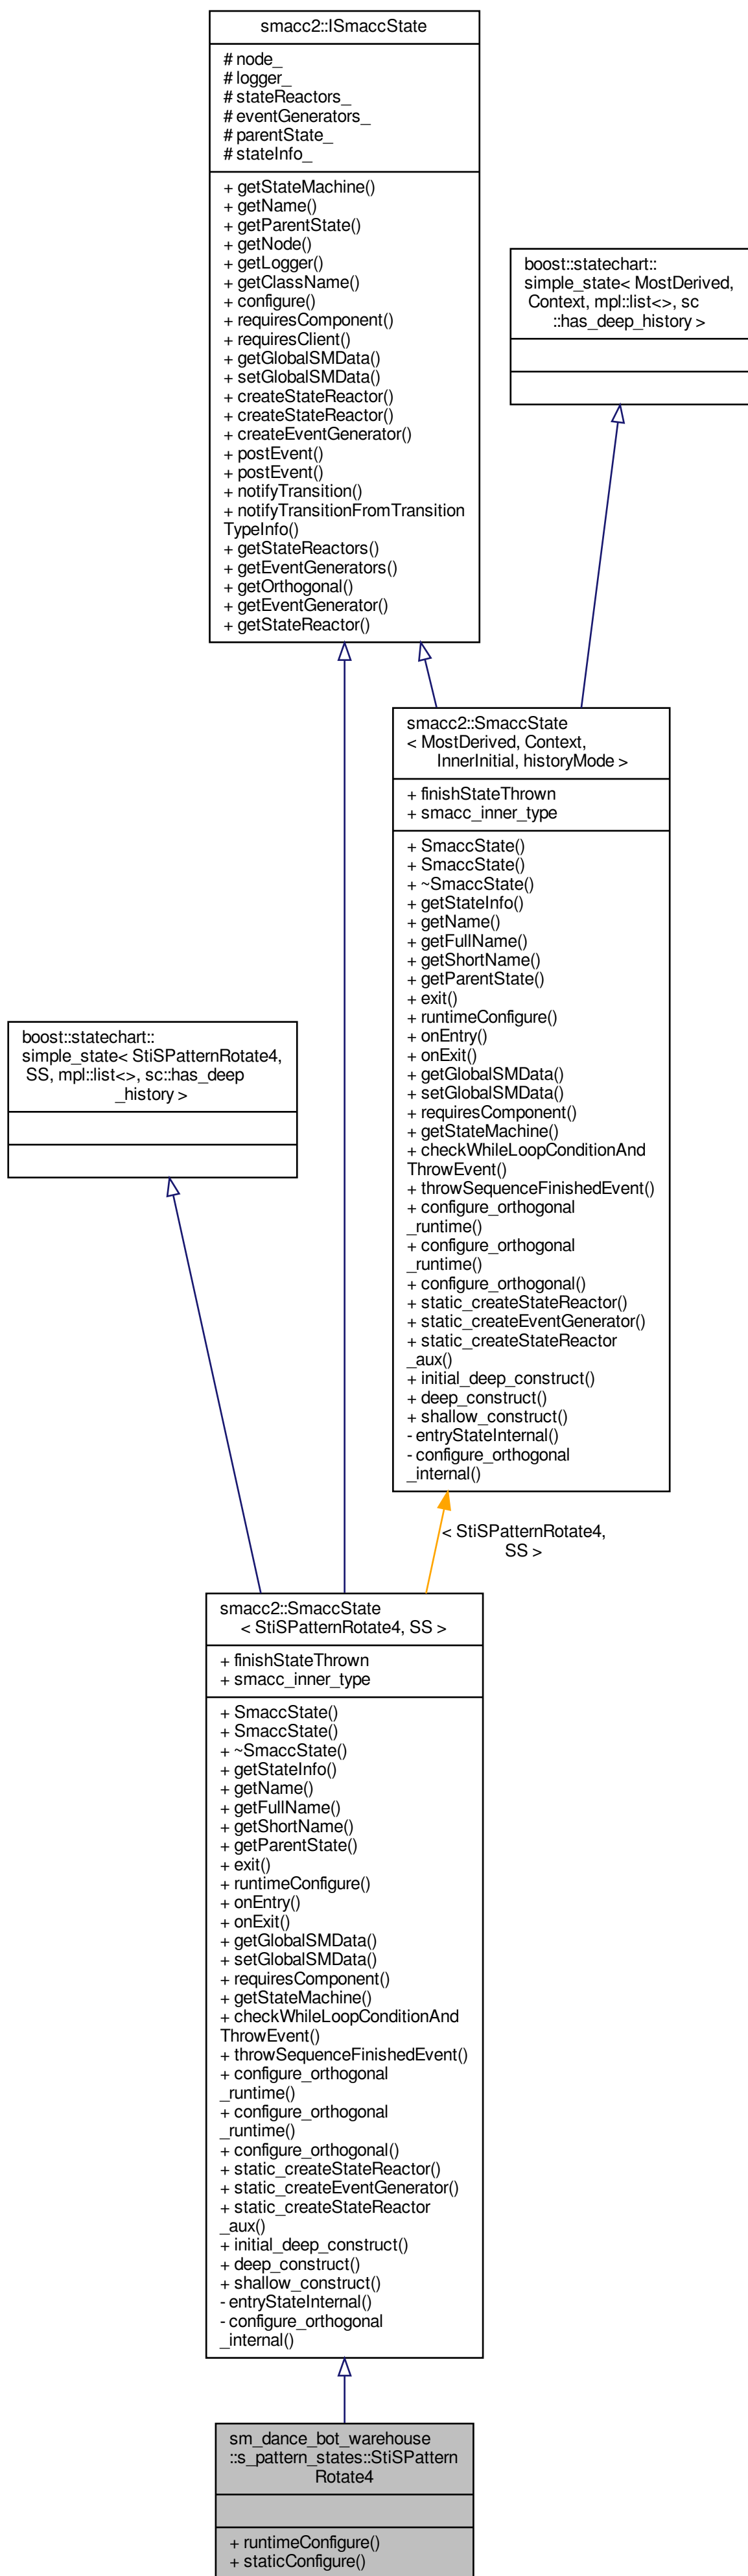 smacc2::ISmaccState
# node_
# logger_
# stateReactors_
# eventGenerators_
# parentState_
# stateInfo_
+ getStateMachine()
+ getName()
+ getParentState()
+ getNode()
+ getLogger()
+ getClassName()
+ configure()
+ requiresComponent()
+ requiresClient()
+ getGlobalSMData()
+ setGlobalSMData()
+ createStateReactor()
+ createStateReactor()
+ createEventGenerator()
+ postEvent()
+ postEvent()
+ notifyTransition()
+ notifyTransitionFromTransition
TypeInfo()
+ getStateReactors()
+ getEventGenerators()
+ getOrthogonal()
+ getEventGenerator()
+ getStateReactor()
boost::statechart::
simple_state< MostDerived,
Context, mpl::list<>, sc
::has_deep_history >
smacc2::SmaccState
< MostDerived, Context,
InnerInitial, historyMode >
+ finishStateThrown
+ smacc_inner_type
+ SmaccState()
+ SmaccState()
+ ~SmaccState()
+ getStateInfo()
+ getName()
+ getFullName()
+ getShortName()
+ getParentState()
+ exit()
+ runtimeConfigure()
+ onEntry()
+ onExit()
+ getGlobalSMData()
+ setGlobalSMData()
+ requiresComponent()
+ getStateMachine()
+ checkWhileLoopConditionAnd
ThrowEvent()
+ throwSequenceFinishedEvent()
+ configure_orthogonal
_runtime()
+ configure_orthogonal
_runtime()
+ configure_orthogonal()
+ static_createStateReactor()
+ static_createEventGenerator()
+ static_createStateReactor
_aux()
+ initial_deep_construct()
+ deep_construct()
+ shallow_construct()
- entryStateInternal()
- configure_orthogonal
_internal()
boost::statechart::
simple_state< StiSPatternRotate4,
SS, mpl::list<>, sc::has_deep
_history >
< StiSPatternRotate4,
SS >
smacc2::SmaccState
< StiSPatternRotate4, SS >
+ finishStateThrown
+ smacc_inner_type
+ SmaccState()
+ SmaccState()
+ ~SmaccState()
+ getStateInfo()
+ getName()
+ getFullName()
+ getShortName()
+ getParentState()
+ exit()
+ runtimeConfigure()
+ onEntry()
+ onExit()
+ getGlobalSMData()
+ setGlobalSMData()
+ requiresComponent()
+ getStateMachine()
+ checkWhileLoopConditionAnd
ThrowEvent()
+ throwSequenceFinishedEvent()
+ configure_orthogonal
_runtime()
+ configure_orthogonal
_runtime()
+ configure_orthogonal()
+ static_createStateReactor()
+ static_createEventGenerator()
+ static_createStateReactor
_aux()
+ initial_deep_construct()
+ deep_construct()
+ shallow_construct()
- entryStateInternal()
- configure_orthogonal
_internal()
sm_dance_bot_warehouse
::s_pattern_states::StiSPattern
Rotate4
+ runtimeConfigure()
+ staticConfigure()